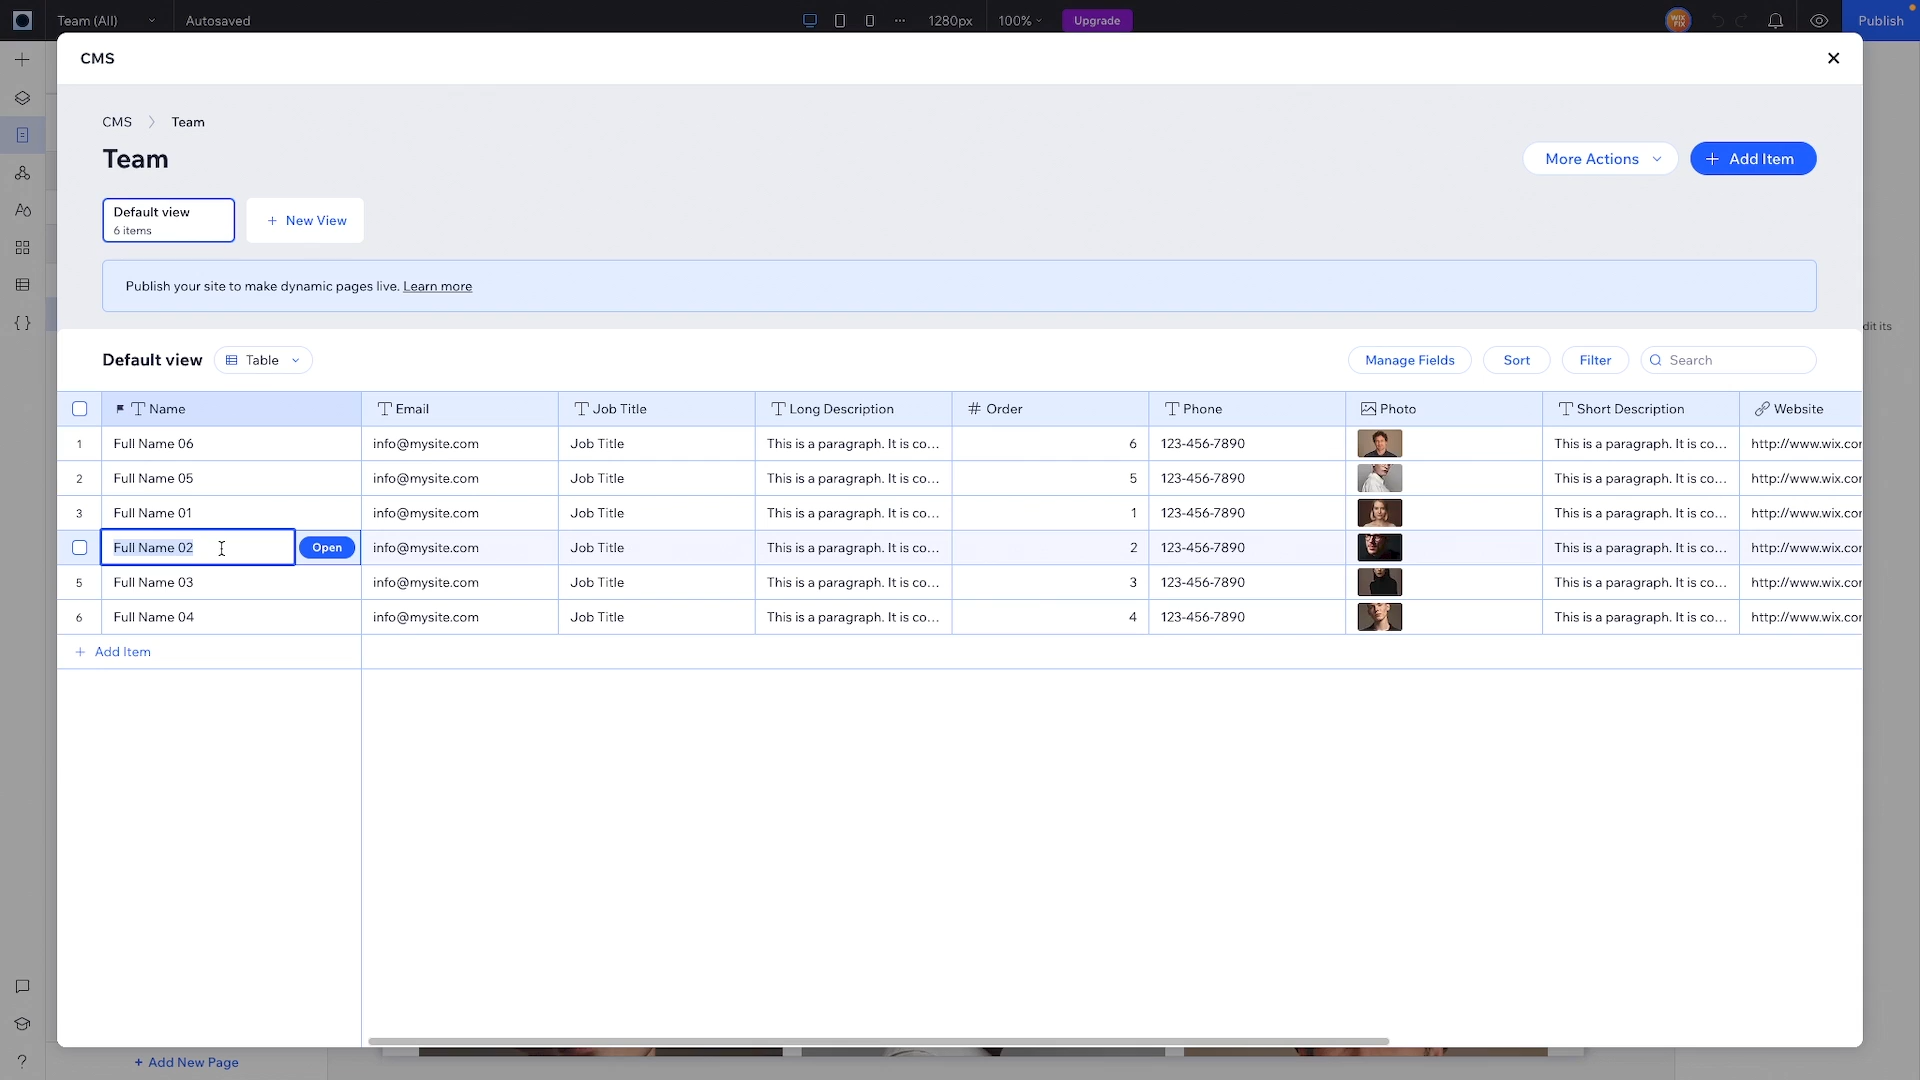 Team (All)
Autosaved
1280px
100%
Upgrade
WIX
FIX
Publish
CMS
CMS
Team
Team
More Actions
+ Add Item
Default view
6 items
+ New View
Publish your site to make dynamic pages live. Learn more
dit its
Default view
Table
Manage Fields
Sort
Filter
Search
Name Email Job Title Long Description # Order Phone Photo Short Description Website
1 Full Name 06 info@mysite.com Job Title This is a paragraph. It is co... 6 123-456-7890 This is a paragraph. It is co... http://www.wix.cor
2 Full Name 05 info@mysite.com Job Title This is a paragraph. It is co... 5 123-456-7890 This is a paragraph. It is co... http://www.wix.cor
3 Full Name 01 info@mysite.com Job Title This is a paragraph. It is co... 1 123-456-7890 This is a paragraph. It is co... http://www.wix.cor
Full Name 02 Open info@mysite.com Job Title This is a paragraph. It is co... 2 123-456-7890 This is a paragraph. It is co... http://www.wix.cor
5 Full Name 03 info@mysite.com Job Title This is a paragraph. It is co... 3 123-456-7890 This is a paragraph. It is co... http://www.wix.cor
6 Full Name 04 info@mysite.com Job Title This is a paragraph. It is co... 4 123-456-7890 This is a paragraph. It is co... http://www.wix.cor
+ Add Item
+ Add New Page